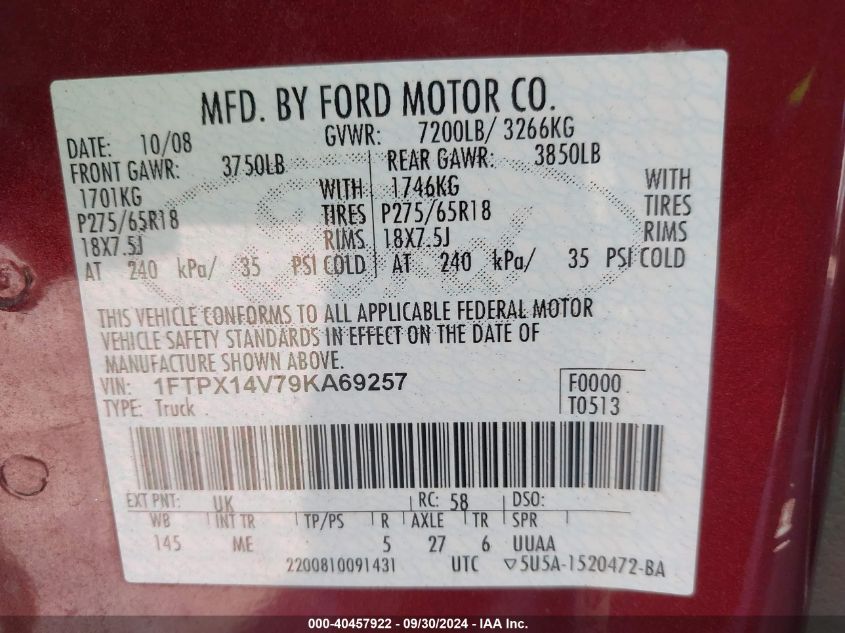 MFD. BY FORD MOTOR CO.
DATE: 10/08 GVWR: 7200LB/ 3266KG
FRONT GAWR: 3750LB REAR GAWR: 3850LB
1701KG WITH 1746KG WITH
P275/65R18 TIRES P275/65R18 TIRES
18X7.5J RIMS 18X7.5J RIMS
AT 240 kPa/ 35 PSI COLD AT 240 kPa/ 35 PSI COLD
THIS VEHICLE CONFORMS TO ALL APPLICABLE FEDERAL MOTOR
VEHICLE SAFETY STANDARDS IN EFFECT ON THE DATE OF
MANUFACTURE SHOWN ABOVE.
VIN: 1FTPX14V79KA69257 F0000
TYPE: Truck T0513
EXT PNT: UK RC: 58 DSO:
WB INT TR TP/PS R AXLE TR SPR
145 ME 5 27 6 UUAA
2200810091431 UTC ▽5U5A-1520472-BA
000-40457922 - 09/30/2024 - IAAI.com